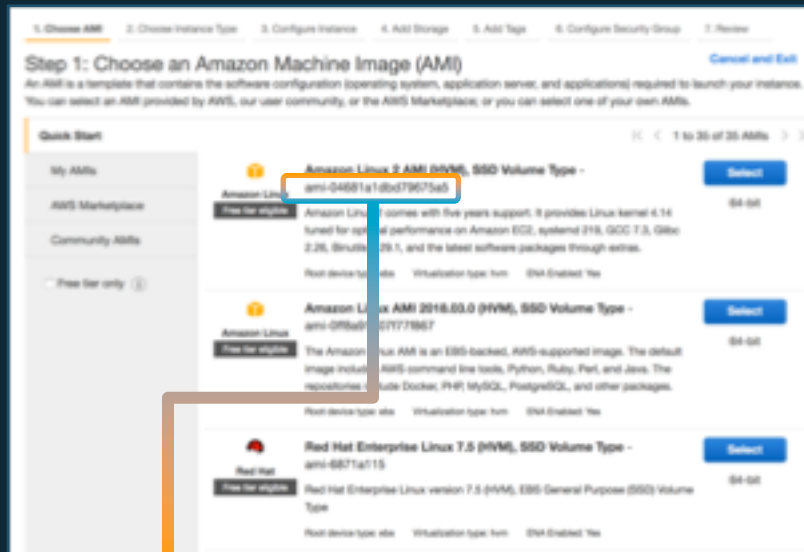 1. Choose AMI 2. Choose Instance Type 3. Configure Instance 4. Add Storage 5. Add Tags 6. Configure Security Group 7. Review
Step 1: Choose an Amazon Machine Image (AMI)
Cancel and Exit
An AMI is a template that contains the software configuration (operating system, application server, and applications) required to launch your instance.
You can select an AMI provided by AWS, our user community, or the AWS Marketplace; or you can select one of your own AMIs.
Quick Start
1 to 35 of 35 AMIs
My AMIs
AWS Marketplace
Community AMIs
Free tier only
Amazon Linux
Free tier eligible
Amazon Linux 2 AMI (HVM), SSD Volume Type -
ami-04681a1dbd79675a5
Amazon Linux 2 comes with five years support. It provides Linux kernel 4.14
tuned for optimal performance on Amazon EC2, systemd 219, GCC 7.3, Glibc
2.26, Binutils 2.29.1, and the latest software packages through extras.
Root device type: ebs Virtualization type: hvm ENA Enabled: Yes
Select
64-bit
Amazon Linux
Free tier eligible
Amazon Linux AMI 2018.03.0 (HVM), SSD Volume Type -
The Amazon Linux AMI is an EBS-backed, AWS-supported image. The default
image includes AWS command line tools, Python, Ruby, Perl, and Java. The
repositories include Docker, PHP, MySQL, PostgreSQL, and other packages.
Root device type: ebs Virtualization type: hvm ENA Enabled: Yes
Select
64-bit
Red Hat
Free tier eligible
Red Hat Enterprise Linux 7.5 (HVM), SSD Volume Type -
ami-6871a115
Red Hat Enterprise Linux version 7.5 (HVM), EBS General Purpose (SSD) Volume
Type
Root device type: ebs Virtualization type: hvm ENA Enabled: Yes
Select
64-bit